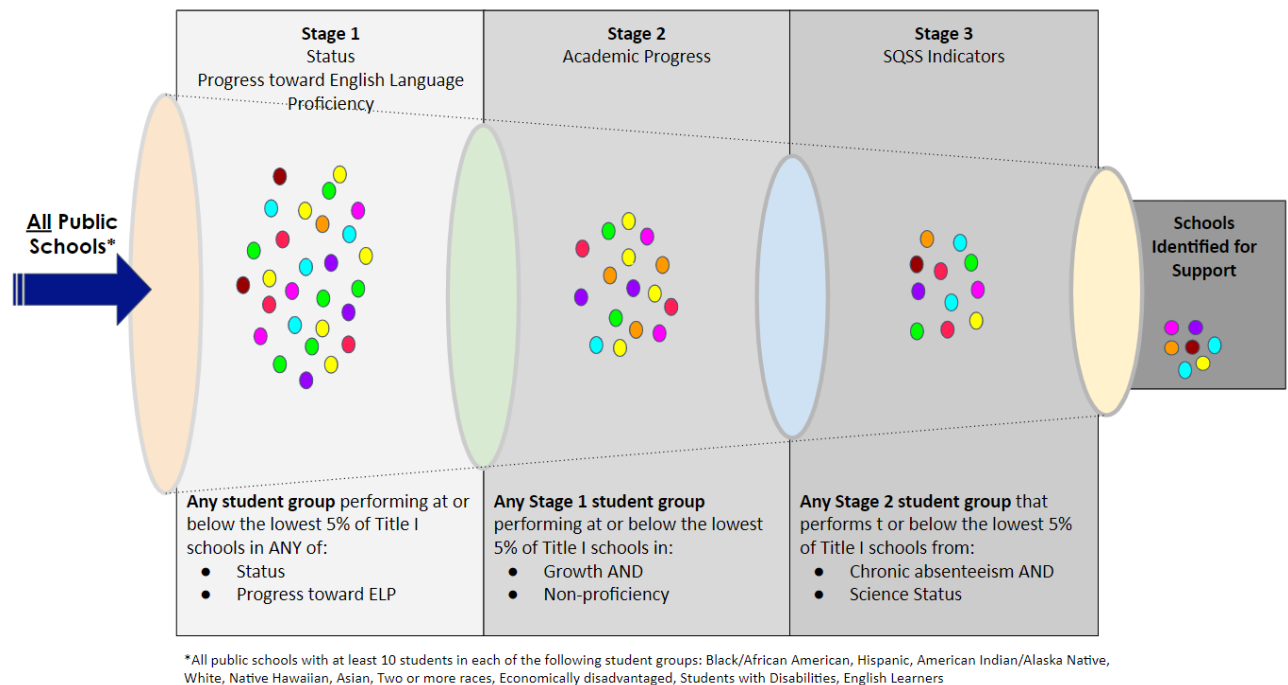 Stage 1
Status
Progress toward English Language
Proficiency
Stage 2
Academic Progress
Stage 3
SQSS Indicators
All Public
Schools*
Schools
Identified for
Support
Any student group performing at or
below the lowest 5% of Title I
schools in ANY of:
● Status
● Progress toward ELP
Any Stage 1 student group
performing at or below the lowest
5% of Title I schools in:
● Growth AND
● Non-proficiency
Any Stage 2 student group that
performs t or below the lowest 5%
of Title I schools from:
● Chronic absenteeism AND
● Science Status
*All public schools with at least 10 students in each of the following student groups: Black/African American, Hispanic, American Indian/Alaska Native,
White, Native Hawaiian, Asian, Two or more races, Economically disadvantaged, Students with Disabilities, English Learners